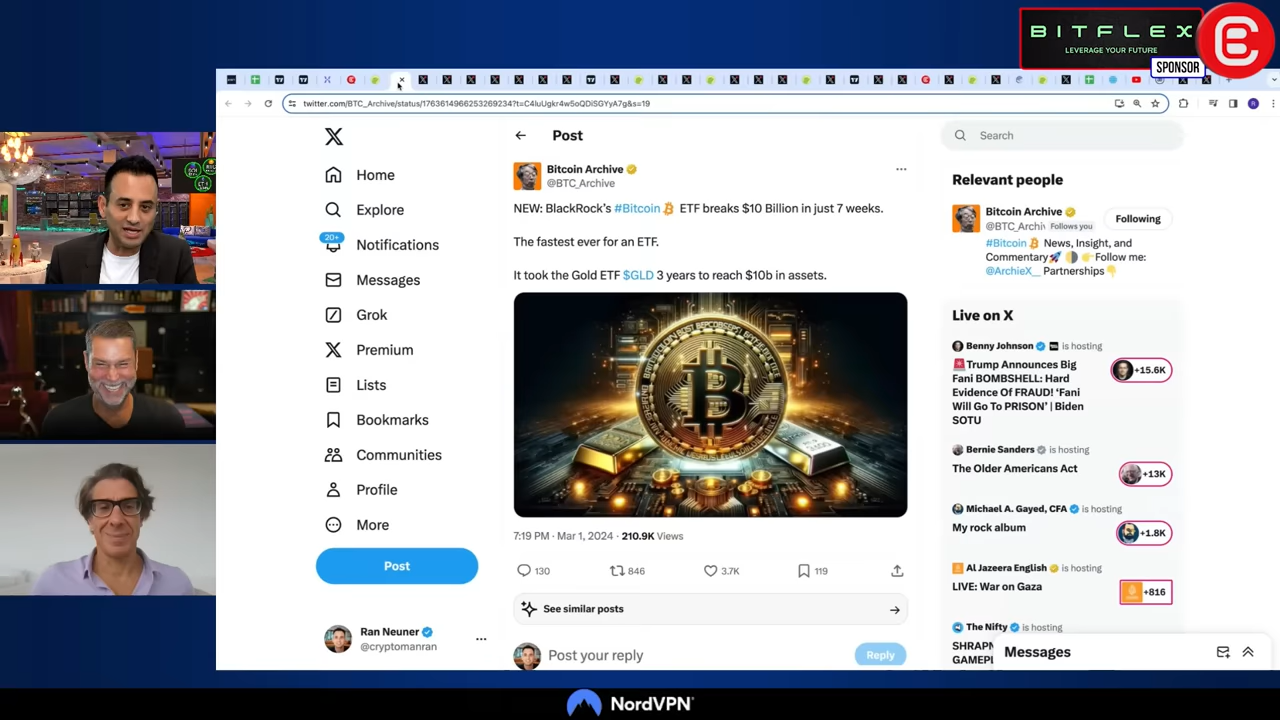 BITFLEX
LEVERAGE YOUR FUTURE
SPONSOR
twitter.com/BTC_Archive/status/1763614966253269234?t=C4luUgkr4w5oQDiSGYyA7g&s=19
Home
Explore
20+
Notifications
Messages
Grok
Premium
Lists
Bookmarks
Communities
Profile
More
Post
Ran Neuner
@cryptomanran
Post
Bitcoin Archive
@BTC_Archive
NEW: BlackRock's #Bitcoin ETF breaks $10 Billion in just 7 weeks.
The fastest ever for an ETF.
It took the Gold ETF $GLD 3 years to reach $10b in assets.
7:19 PM · Mar 1, 2024 · 210.9K Views
130 846 3.7K 119
See similar posts
Post your reply
Reply
Search
Relevant people
Bitcoin Archive
@BTC_Archiv Follows you
Following
#Bitcoin News, Insight, and
Commentary🚀 🌗 👉Follow me:
@ArchieX__ Partnerships👇
Live on X
Benny Johnson is hosting
🚨Trump Announces Big
Fani BOMBSHELL: Hard
Evidence Of FRAUD! ‘Fani
Will Go To PRISON’ | Biden
SOTU
+15.6K
Bernie Sanders is hosting
The Older Americans Act
+13K
Michael A. Gayed, CFA is hosting
My rock album
+1.8K
Al Jazeera English is hosting
LIVE: War on Gaza
+816
The Nifty is hosting
SHRAPN
GAMEPL
Messages
NordVPN